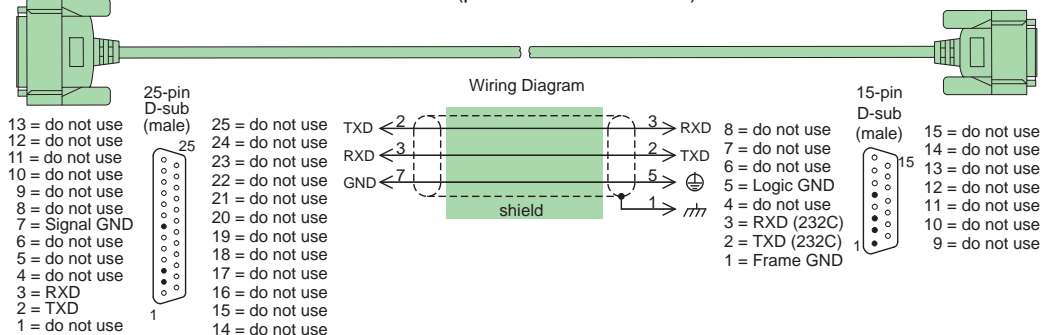 Wiring Diagram
25-pin
D-sub
(male)
25
1
13 = do not use
12 = do not use
11 = do not use
10 = do not use
9 = do not use
8 = do not use
7 = Signal GND
6 = do not use
5 = do not use
4 = do not use
3 = RXD
2 = TXD
1 = do not use
25 = do not use
24 = do not use
23 = do not use
22 = do not use
21 = do not use
20 = do not use
19 = do not use
18 = do not use
17 = do not use
16 = do not use
15 = do not use
14 = do not use
TXD 2 3 RXD
RXD 3 2 TXD
GND 7 5
1
shield
15-pin
D-sub
(male)
15
1
8 = do not use
7 = do not use
6 = do not use
5 = Logic GND
4 = do not use
3 = RXD (232C)
2 = TXD (232C)
1 = Frame GND
15 = do not use
14 = do not use
13 = do not use
12 = do not use
11 = do not use
10 = do not use
9 = do not use